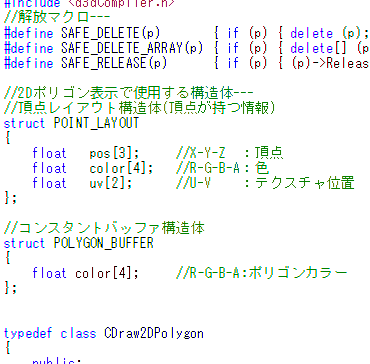 #include <d3dCompiler.h>
//解放マクロ---
#define SAFE_DELETE(p) { if (p) { delete (p);
#define SAFE_DELETE_ARRAY(p) { if (p) { delete[] (p
#define SAFE_RELEASE(p) { if (p) { (p)->Releas
//2Dポリゴン表示で使用する構造体---
//頂点レイアウト構造体(頂点が持つ情報)
struct POINT_LAYOUT
{
float pos[3]; //X-Y-Z ：頂点
float color[4]; //R-G-B-A：色
float uv[2]; //U-V ：テクスチャ位置
};
//コンスタントバッファ構造体
struct POLYGON_BUFFER
{
float color[4]; //R-G-B-A：ポリゴンカラー
};
typedef class CDraw2DPolygon
{
public: